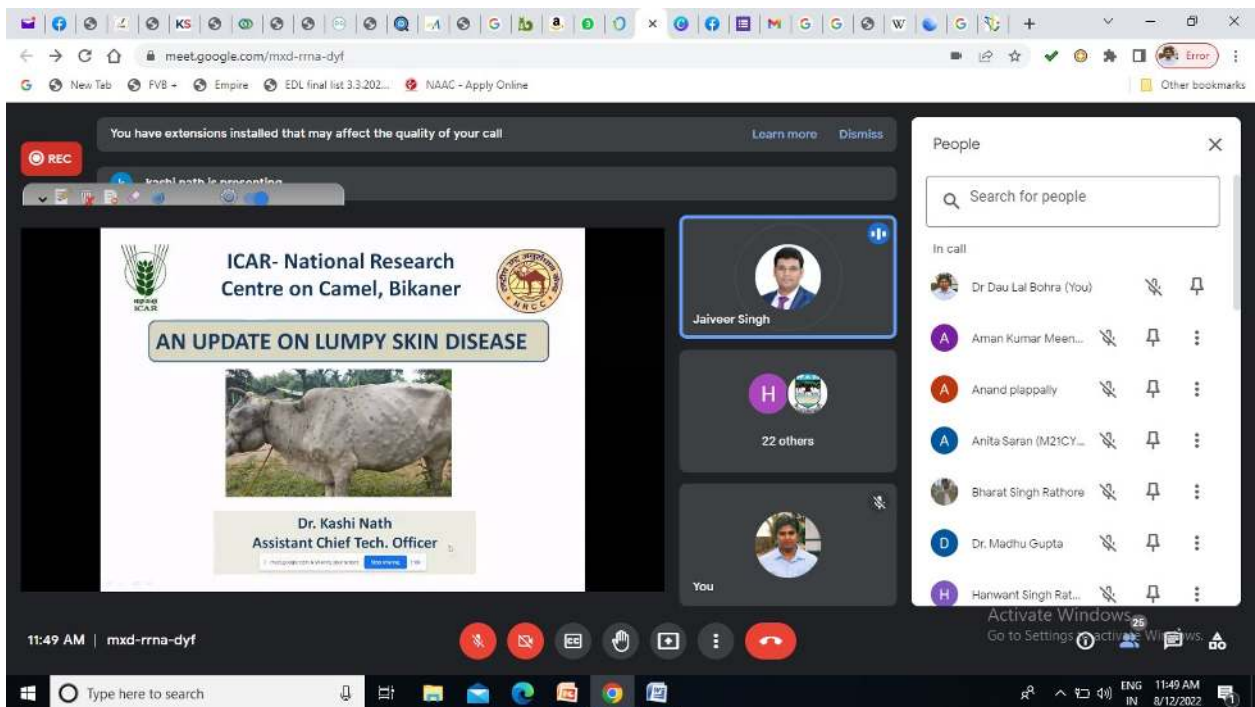 meet.google.com/mxd-rrna-dyf
Error
New Tab
FVB +
Empire
EDL final list 3.3.202...
NAAC - Apply Online
Other bookmarks
You have extensions installed that may affect the quality of your call
Learn more
Dismiss
REC
kashi nath is presenting
ICAR- National Research
Centre on Camel, Bikaner
ICAR
NRCC
AN UPDATE ON LUMPY SKIN DISEASE
Dr. Kashi Nath
Assistant Chief Tech. Officer
Jaiveer Singh
H
22 others
You
People
Search for people
In call
Dr Dau Lal Bohra (You)
A
Aman Kumar Meen...
A
Anand plappally
A
Anita Saran (M21CY...
Bharat Singh Rathore
D
Dr. Madhu Gupta
H
Hanwant Singh Rat...
Activate Windows
Go to Settings to activate Windows.
25
11:49 AM | mxd-rrna-dyf
CC
Type here to search
ENG
IN
11:49 AM
8/12/2022
1